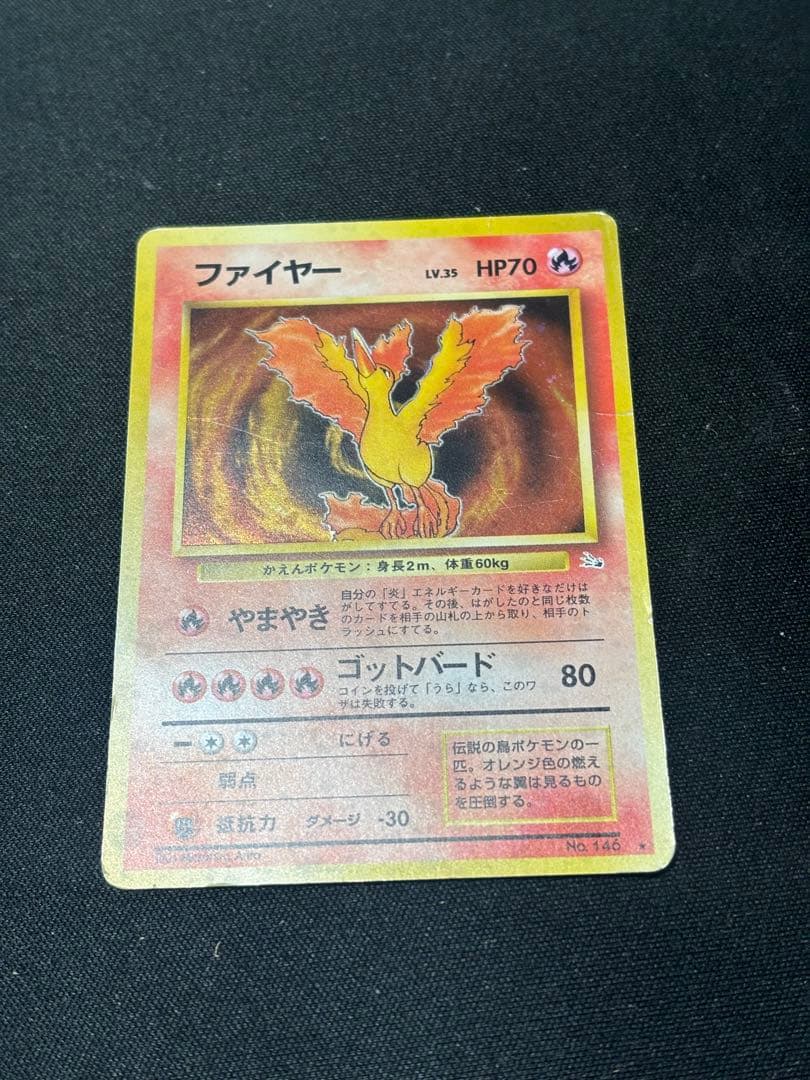 ファイヤー LV.35 HP70
かえんポケモン：身長2m、体重60kg
やまやき
自分の「炎」エネルギーカードを好きなだけは
がしてすてる。その後、はがしたのと同じ枚数
のカードを相手の山札の上から取り、相手のト
ラッシュにすてる。
ゴットバード 80
コインを投げて「うら」なら、このワ
ザは失敗する。
にげる
弱点
抵抗力 ダメージ -30
伝説の鳥ポケモンの一
匹。オレンジ色の燃え
るような翼は見るもの
を圧倒する。
No. 146